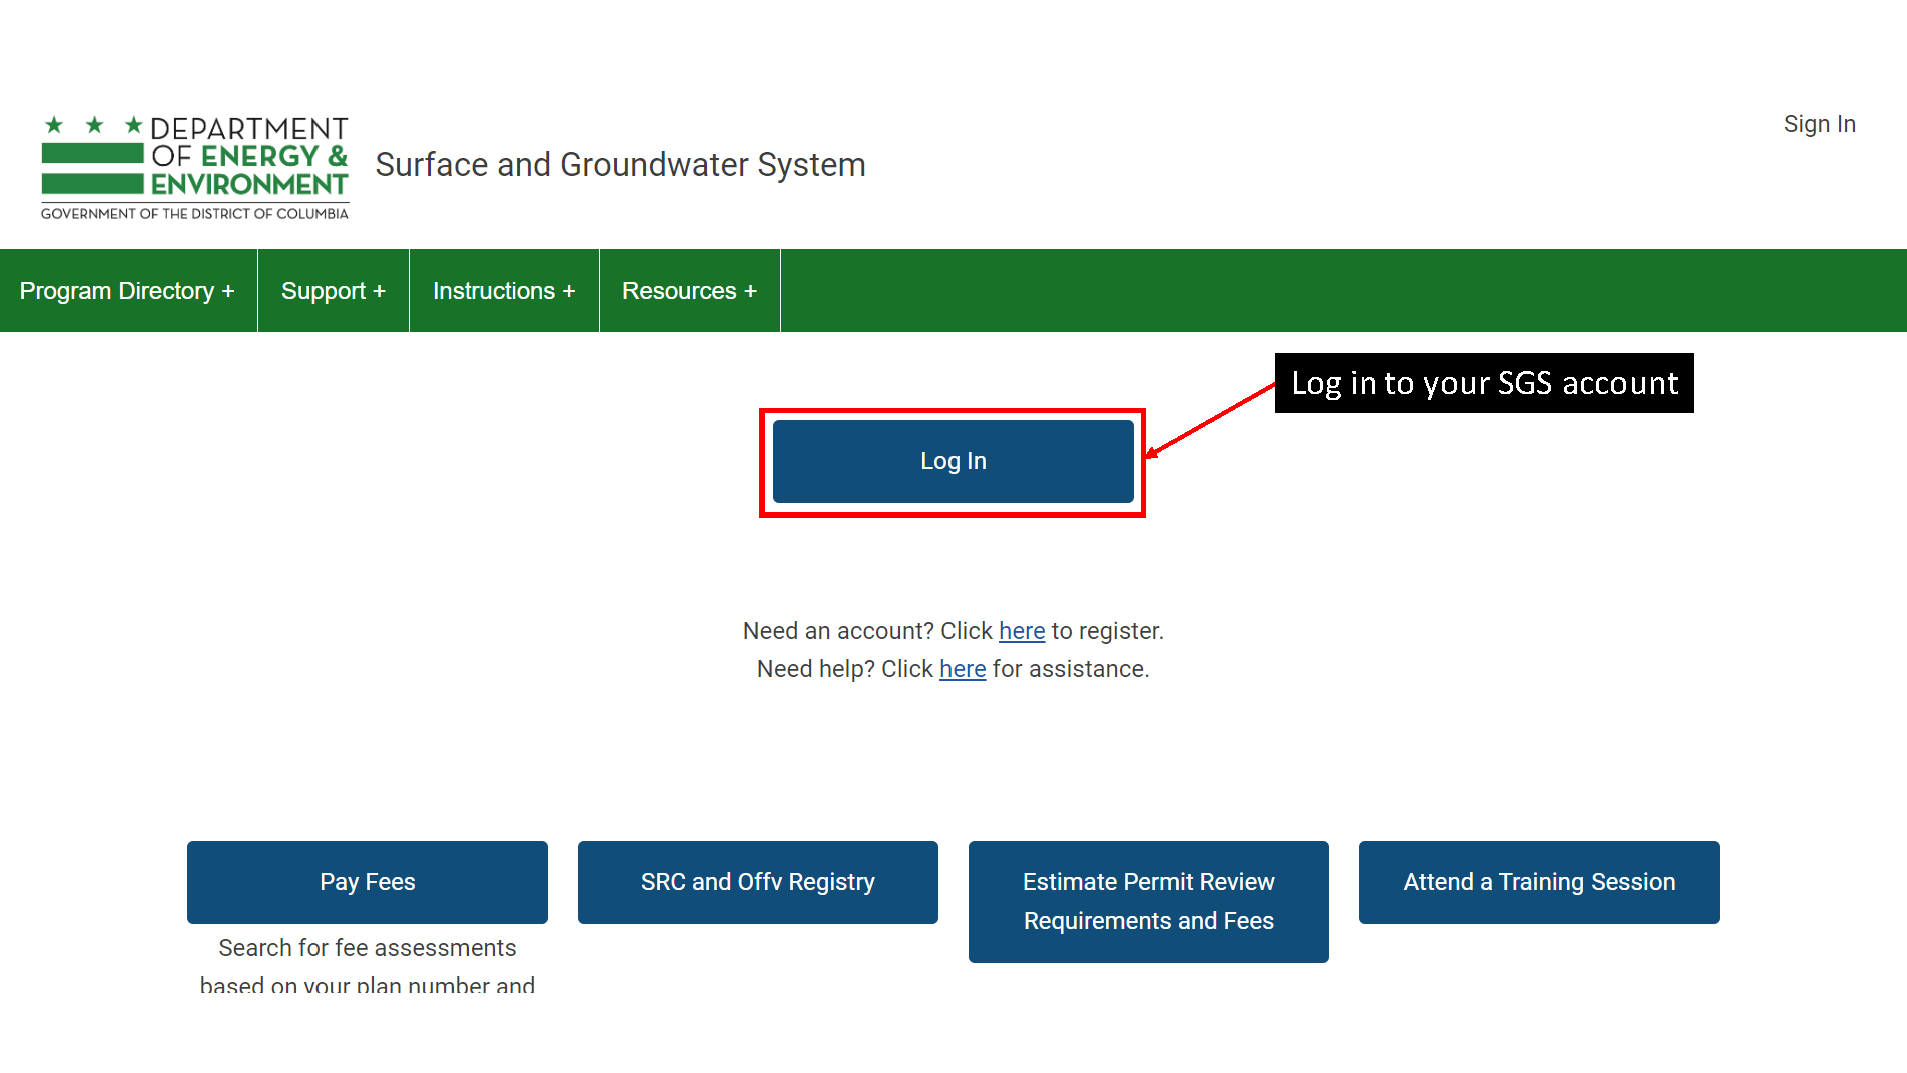 DEPARTMENT
OF ENERGY &
ENVIRONMENT
GOVERNMENT OF THE DISTRICT OF COLUMBIA
Surface and Groundwater System
Sign In
Program Directory +
Support +
Instructions +
Resources +
Log in to your SGS account
Log In
Need an account? Click here to register.
Need help? Click here for assistance.
Pay Fees
Search for fee assessments
based on your plan number and
SRC and Offv Registry
Estimate Permit Review
Requirements and Fees
Attend a Training Session